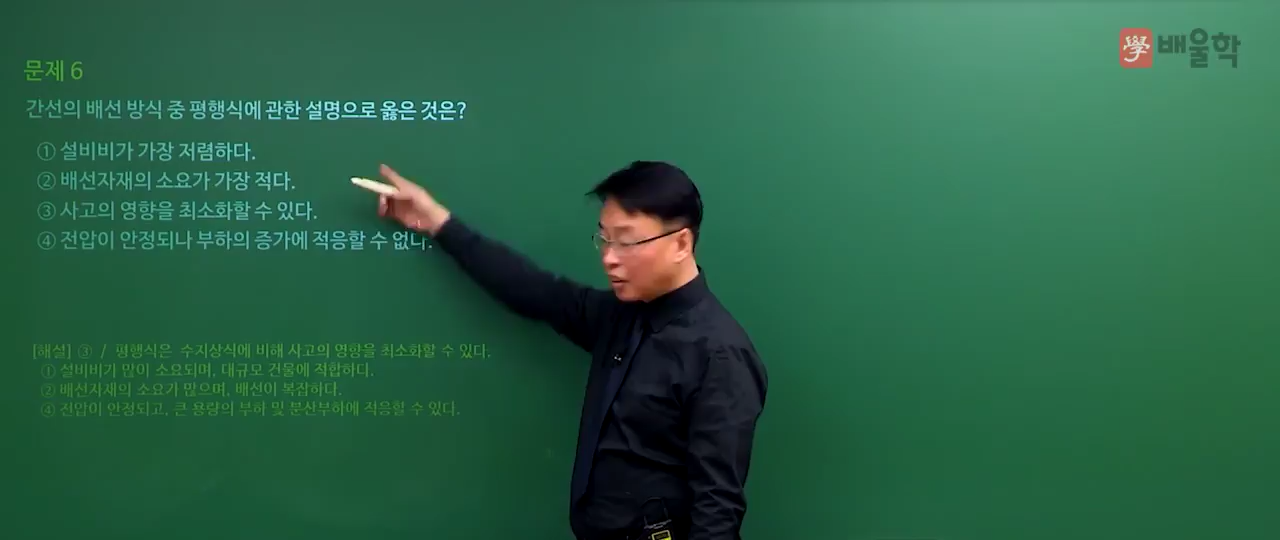 學 배울학
문제 6
간선의 배선 방식 중 평행식에 관한 설명으로 옳은 것은?
① 설비비가 가장 저렴하다.
② 배선자재의 소요가 가장 적다.
③ 사고의 영향을 최소화할 수 있다.
④ 전압이 안정되나 부하의 증가에 적응할 수 없다.
[해설] ③ / 평행식은 수지상식에 비해 사고의 영향을 최소화할 수 있다.
① 설비비가 많이 소요되며, 대규모 건물에 적합하다.
② 배선자재의 소요가 많으며, 배선이 복잡하다.
④ 전압이 안정되고, 큰 용량의 부하 및 분산부하에 적응할 수 있다.